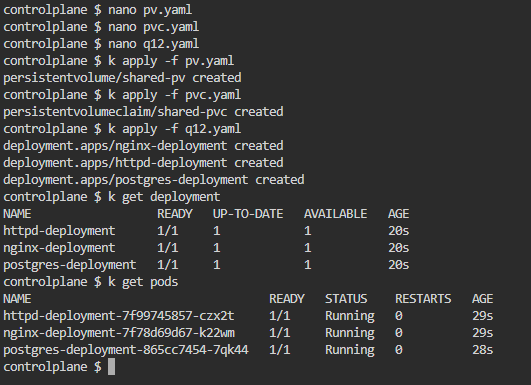 controlplane $ nano pv.yaml
controlplane $ nano pvc.yaml
controlplane $ nano q12.yaml
controlplane $ k apply -f pv.yaml
persistentvolume/shared-pv created
controlplane $ k apply -f pvc.yaml
persistentvolumeclaim/shared-pvc created
controlplane $ k apply -f q12.yaml
deployment.apps/nginx-deployment created
deployment.apps/httpd-deployment created
deployment.apps/postgres-deployment created
controlplane $ k get deployment
NAME READY UP-TO-DATE AVAILABLE AGE
httpd-deployment 1/1 1 1 20s
nginx-deployment 1/1 1 1 20s
postgres-deployment 1/1 1 1 20s
controlplane $ k get pods
NAME READY STATUS RESTARTS AGE
httpd-deployment-7f99745857-czx2t 1/1 Running 0 29s
nginx-deployment-7f78d69d67-k22wm 1/1 Running 0 29s
postgres-deployment-865cc7454-7qk44 1/1 Running 0 28s
controlplane $